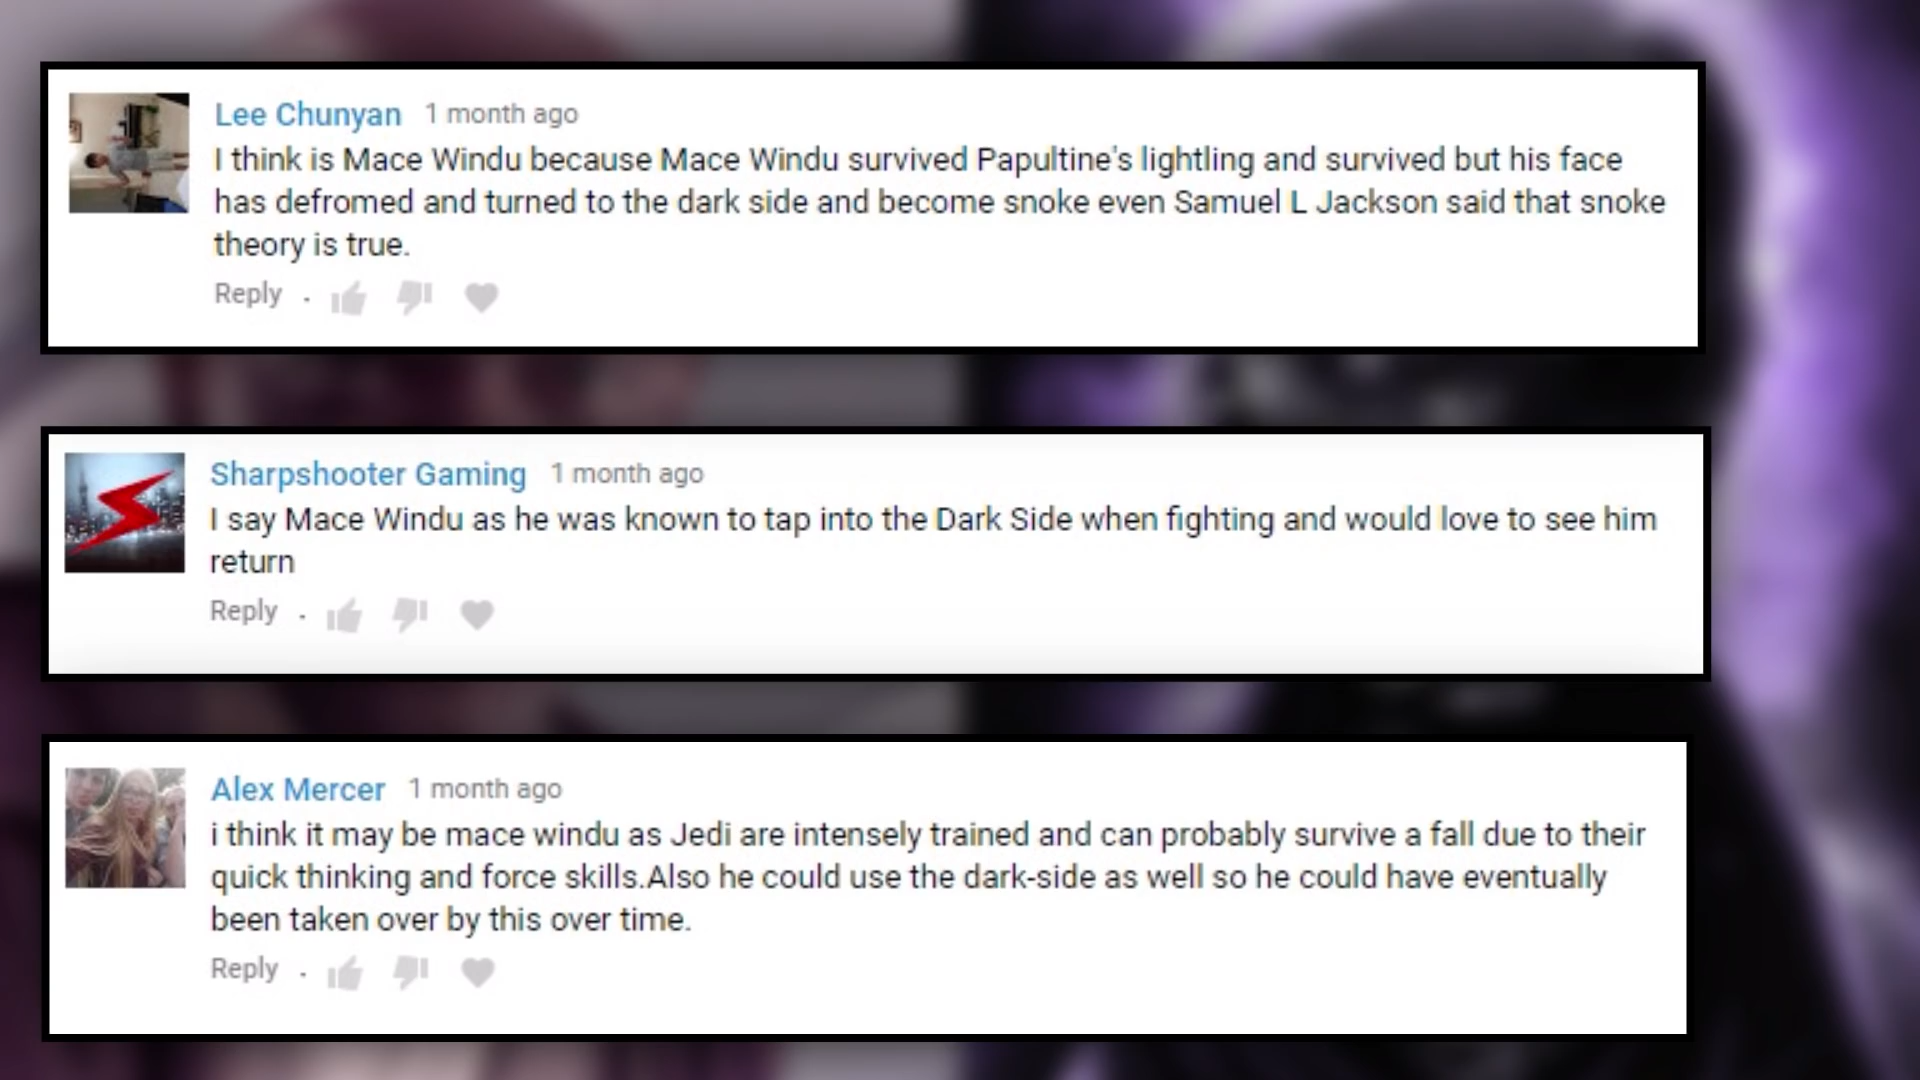 Lee Chunyan 1 month ago
I think is Mace Windu because Mace Windu survived Papultine's lightling and survived but his face
has defromed and turned to the dark side and become snoke even Samuel L Jackson said that snoke
theory is true.
Reply .
Sharpshooter Gaming 1 month ago
I say Mace Windu as he was known to tap into the Dark Side when fighting and would love to see him
return
Reply .
Alex Mercer 1 month ago
i think it may be mace windu as Jedi are intensely trained and can probably survive a fall due to their
quick thinking and force skills.Also he could use the dark-side as well so he could have eventually
been taken over by this over time.
Reply .